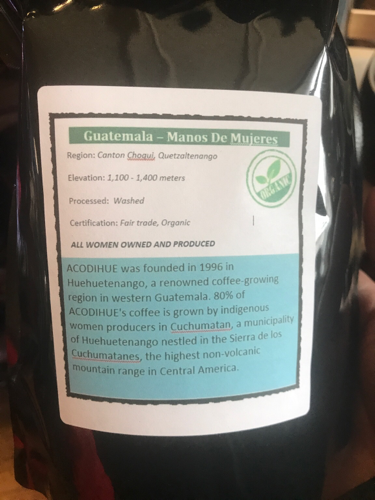 Guatemala – Manos De Mujeres
Region: Canton Choqui, Quetzaltenango
Elevation: 1,100 - 1,400 meters
Processed: Washed
ORGANIC
Certification: Fair trade, Organic
ALL WOMEN OWNED AND PRODUCED
ACODIHUE was founded in 1996 in
Huehuetenango, a renowned coffee-growing
region in western Guatemala. 80% of
ACODIHUE's coffee is grown by indigenous
women producers in Cuchumatan, a municipality
of Huehuetenango nestled in the Sierra de los
Cuchumatanes, the highest non-volcanic
mountain range in Central America.